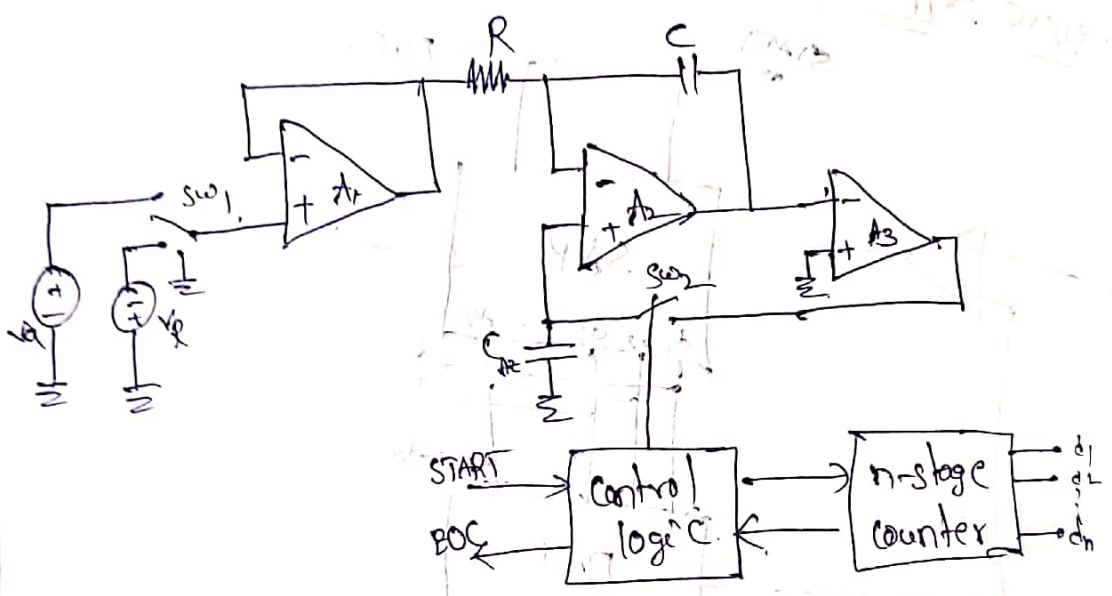 R
C
-
+
A1
SW1
-
+
A2
-
+
A3
SW2
+
-
Va
-
+
VR
CAZ
START
EOC
Control
logic
n-stage
counter
d1
d2
dn